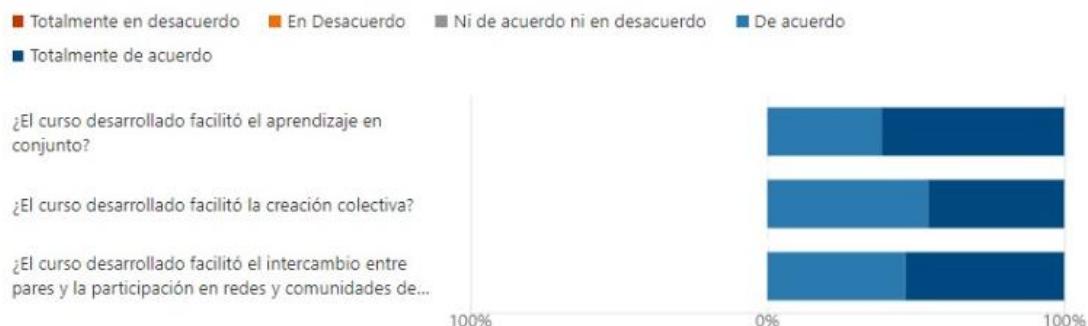 Totalmente en desacuerdo En Desacuerdo Ni de acuerdo ni en desacuerdo De acuerdo
Totalmente de acuerdo
¿El curso desarrollado facilitó el aprendizaje en
conjunto?
¿El curso desarrollado facilitó la creación colectiva?
¿El curso desarrollado facilitó el intercambio entre
pares y la participación en redes y comunidades de...
100% 0% 100%